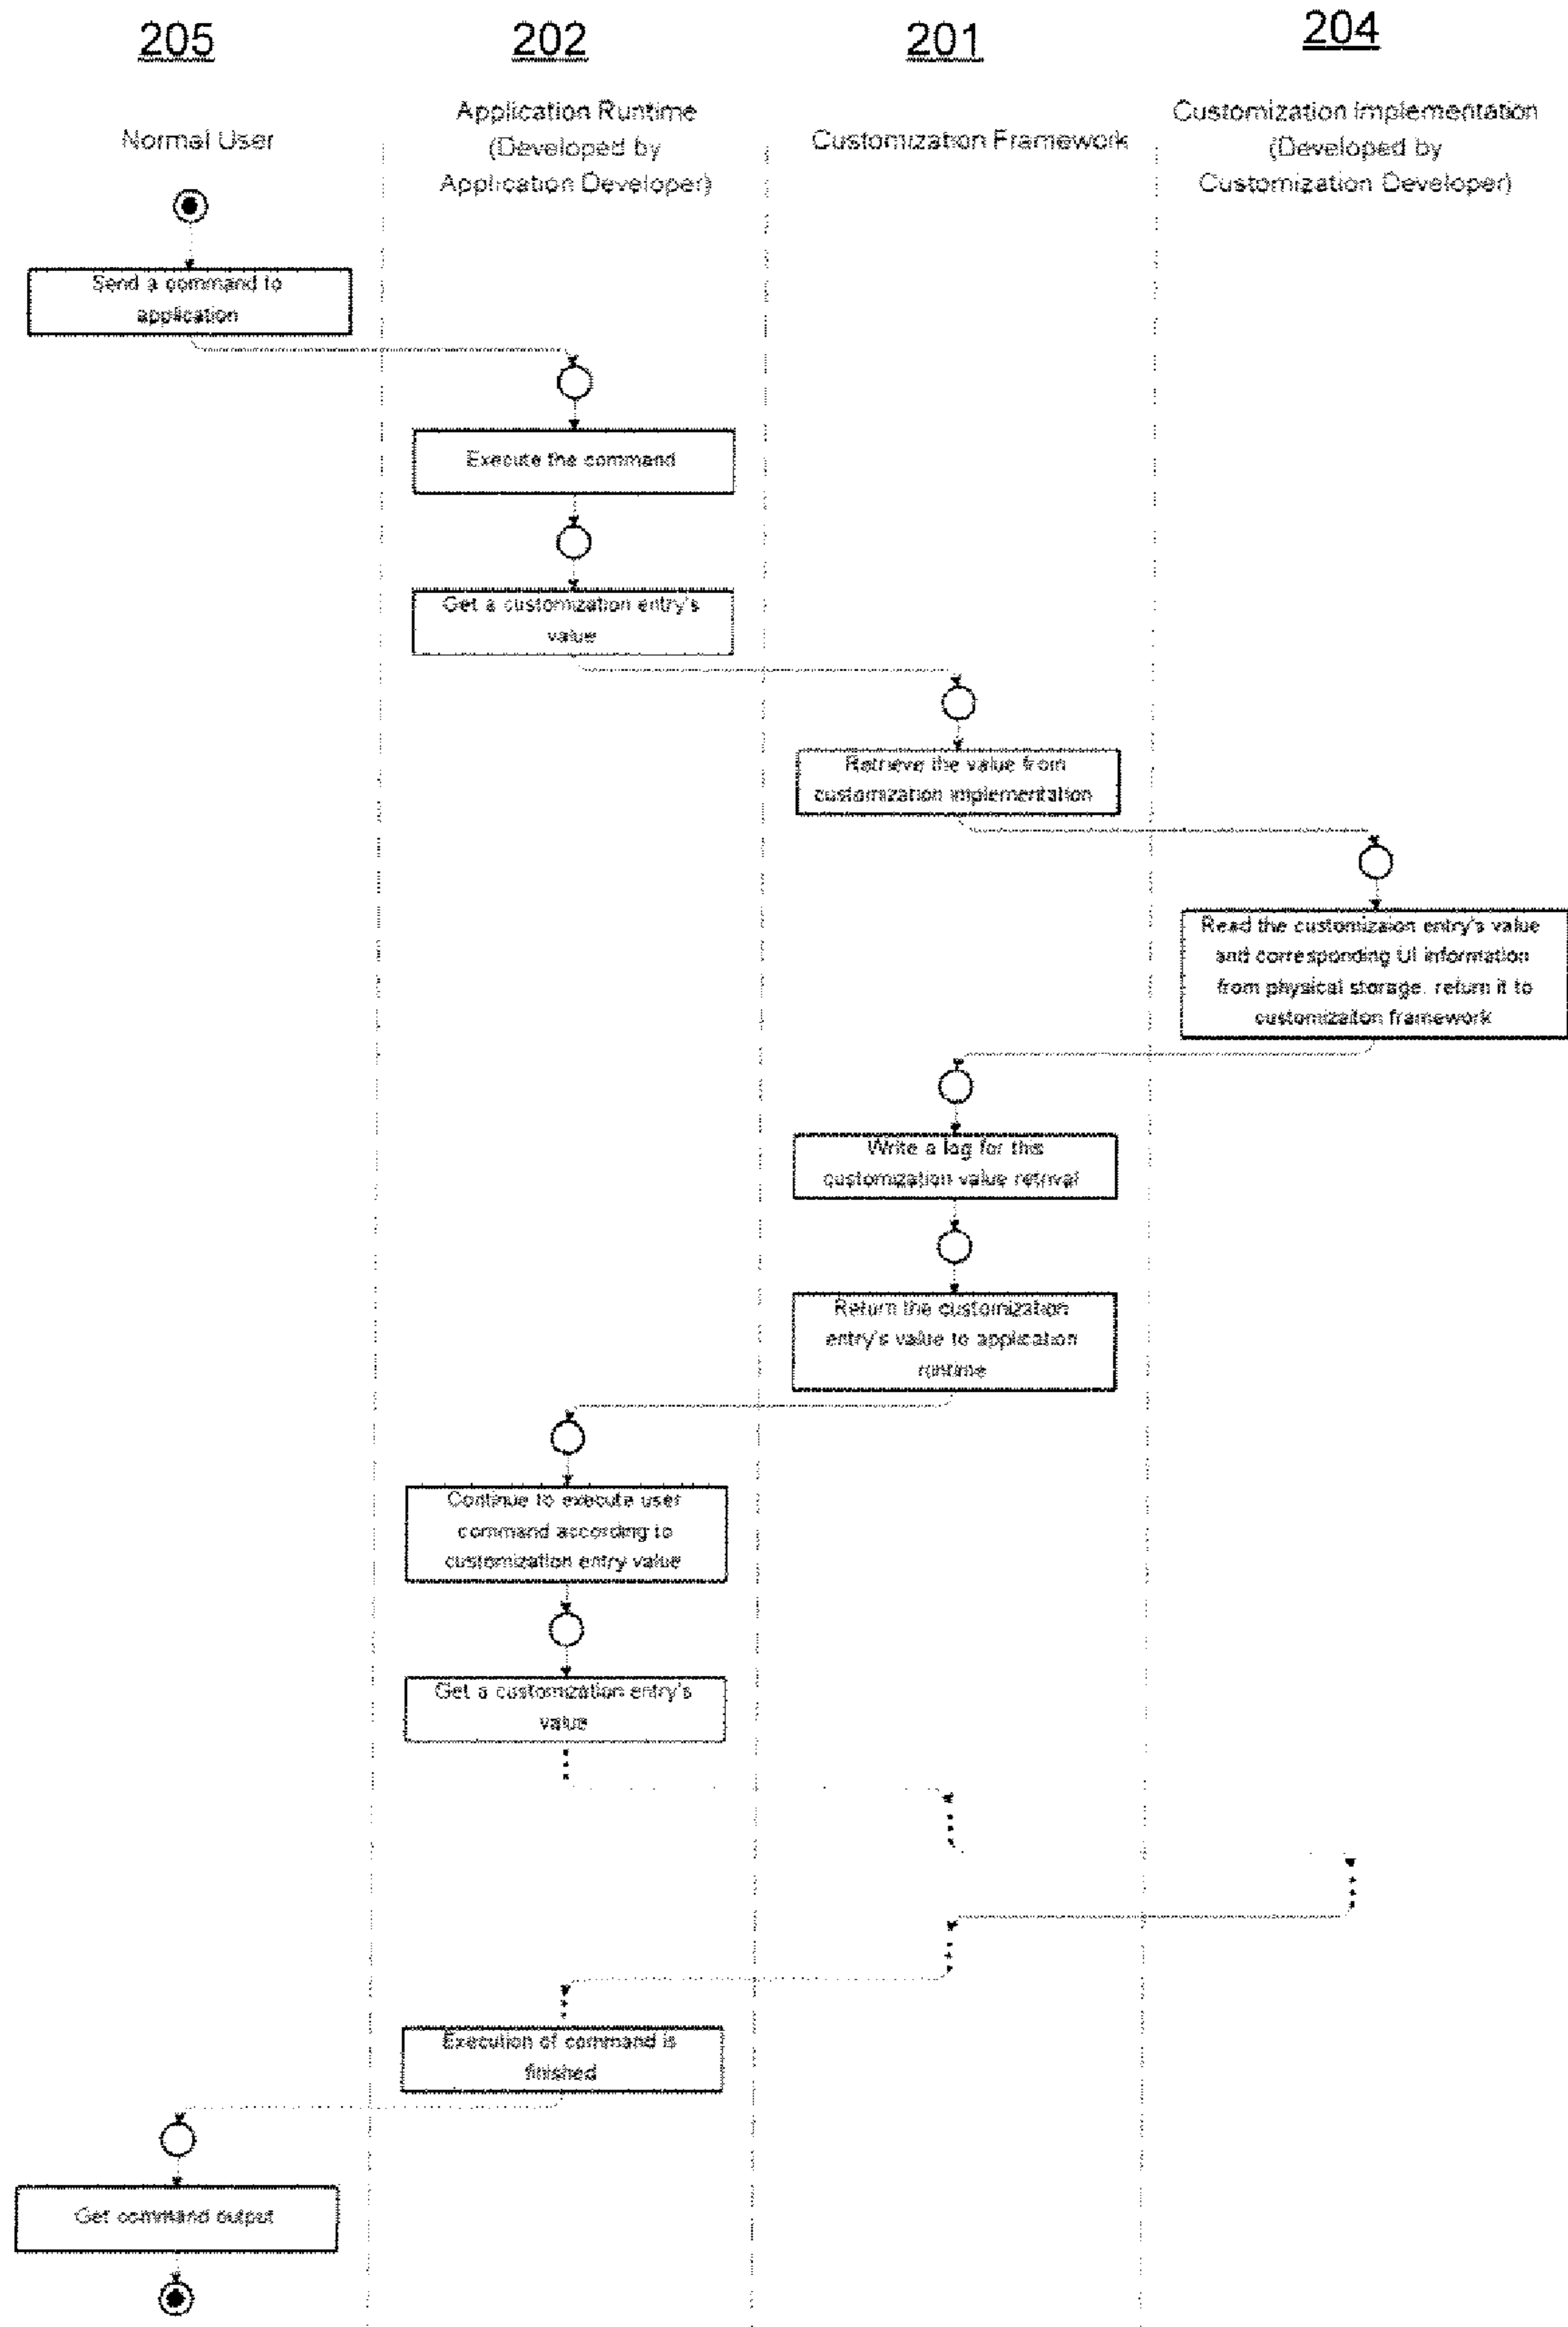 205
202
201
204
Normal User
Application Runtime
(Developed by
Application Developer)
Customization Framework
Customization Implementation
(Developed by
Customization Developer)
Send a command to
application
Execute the command
Get a customization entry's
value
Retrieve the value from
customization implementation
Read the customizaion entry's value
and corresponding UI information
from physical storage, return it to
customization framework
Write a log for this
customization value retrival
Return the customization
entry's value to application
runtime
Continue to execute user
command according to
customization entry value
Get a customization entry's
value
Execution of command is
finished
Get command output